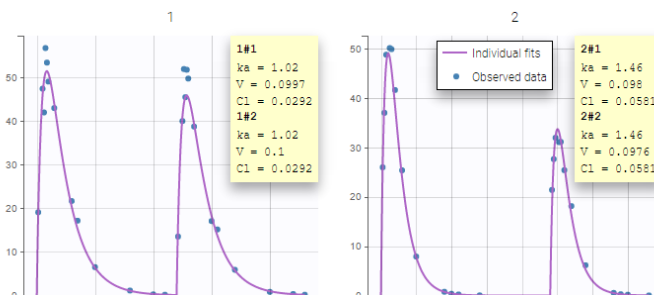 1
50
40
30
20
10
0
1#1
ka = 1.02
V = 0.0997
Cl = 0.0292
1#2
ka = 1.02
V = 0.1
Cl = 0.0292
2
50
40
30
20
10
0
Individual fits
Observed data
2#1
ka = 1.46
V = 0.098
Cl = 0.0581
2#2
ka = 1.46
V = 0.0976
Cl = 0.0581